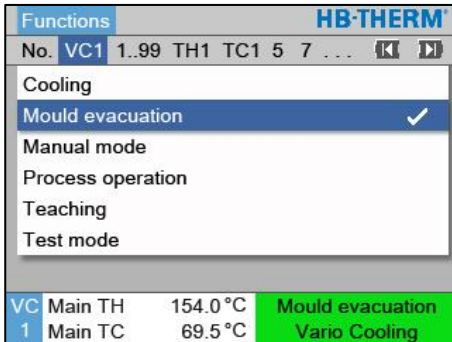 Functions HB-THERM®
No. VC1 1..99 TH1 TC1 5 7 ...
Cooling
Mould evacuation
Manual mode
Process operation
Teaching
Test mode
VC Main TH 154.0 °C Mould evacuation
1 Main TC 69.5 °C Vario Cooling